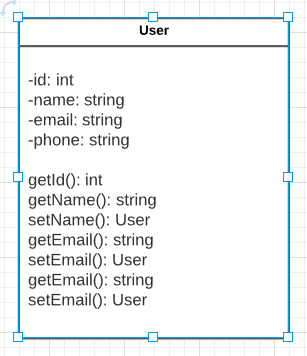 User
-id: int
-name: string
-email: string
-phone: string
getId(): int
getName(): string
setName(): User
getEmail(): string
setEmail(): User
getEmail(): string
setEmail(): User